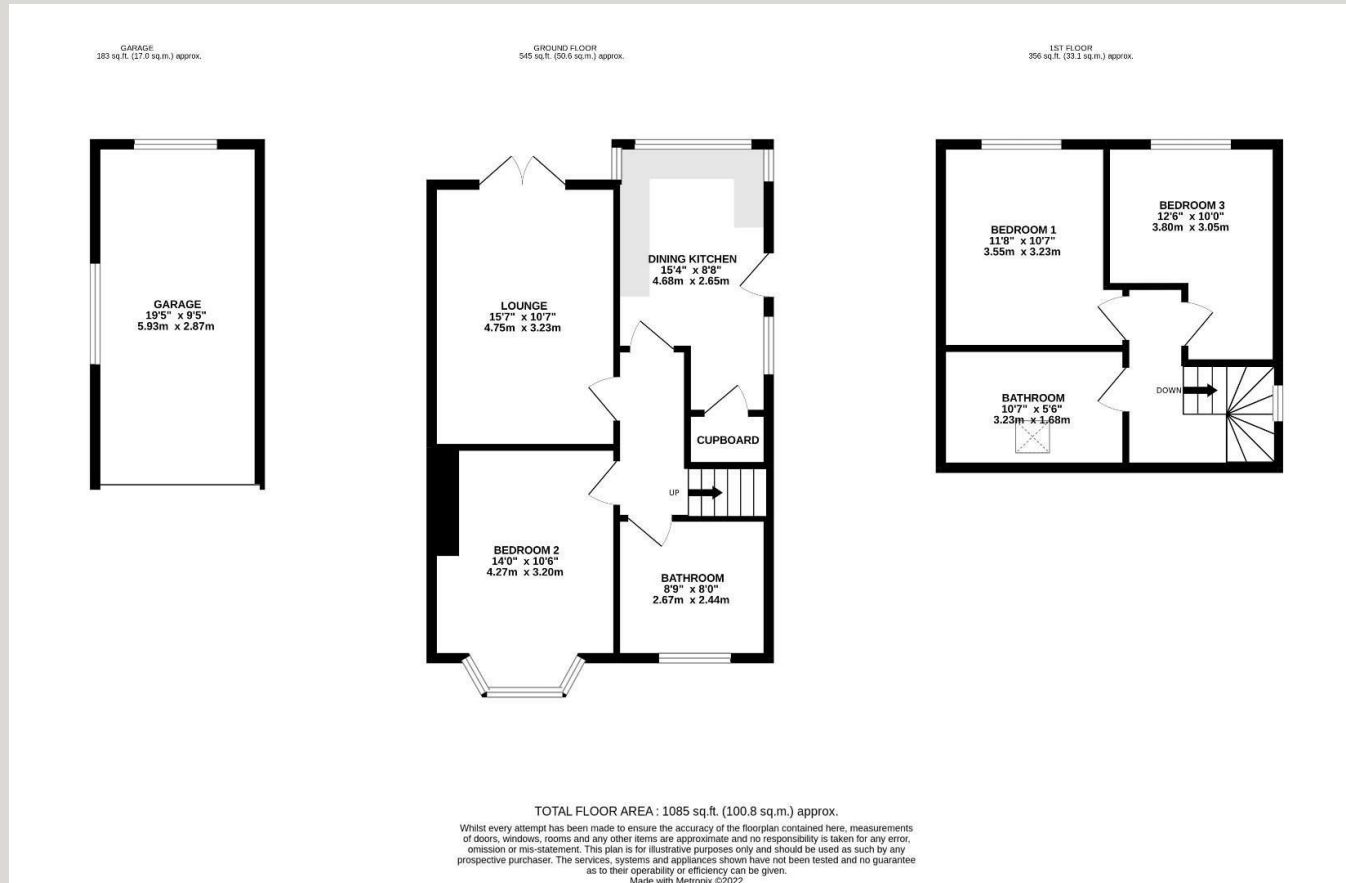 GARAGE
183 sq.ft. (17.0 sq.m.) approx.
GROUND FLOOR
545 sq.ft. (50.6 sq.m.) approx.
1ST FLOOR
356 sq.ft. (33.1 sq.m.) approx.
GARAGE
19'5" x 9'5"
5.93m x 2.87m
DINING KITCHEN
15'4" x 8'8"
4.68m x 2.65m
LOUNGE
15'7" x 10'7"
4.75m x 3.23m
CUPBOARD
UP
BEDROOM 2
14'0" x 10'6"
4.27m x 3.20m
BATHROOM
8'9" x 8'0"
2.67m x 2.44m
BEDROOM 1
11'8" x 10'7"
3.55m x 3.23m
BEDROOM 3
12'6" x 10'0"
3.80m x 3.05m
DOWN
BATHROOM
10'7" x 5'6"
3.23m x 1.68m
TOTAL FLOOR AREA : 1085 sq.ft. (100.8 sq.m.) approx.
Whilst every attempt has been made to ensure the accuracy of the floorplan contained here, measurements
of doors, windows, rooms and any other items are approximate and no responsibility is taken for any error,
omission or mis-statement. This plan is for illustrative purposes only and should be used as such by any
prospective purchaser. The services, systems and appliances shown have not been tested and no guarantee
as to their operability or efficiency can be given.
Made with Metropix ©2022